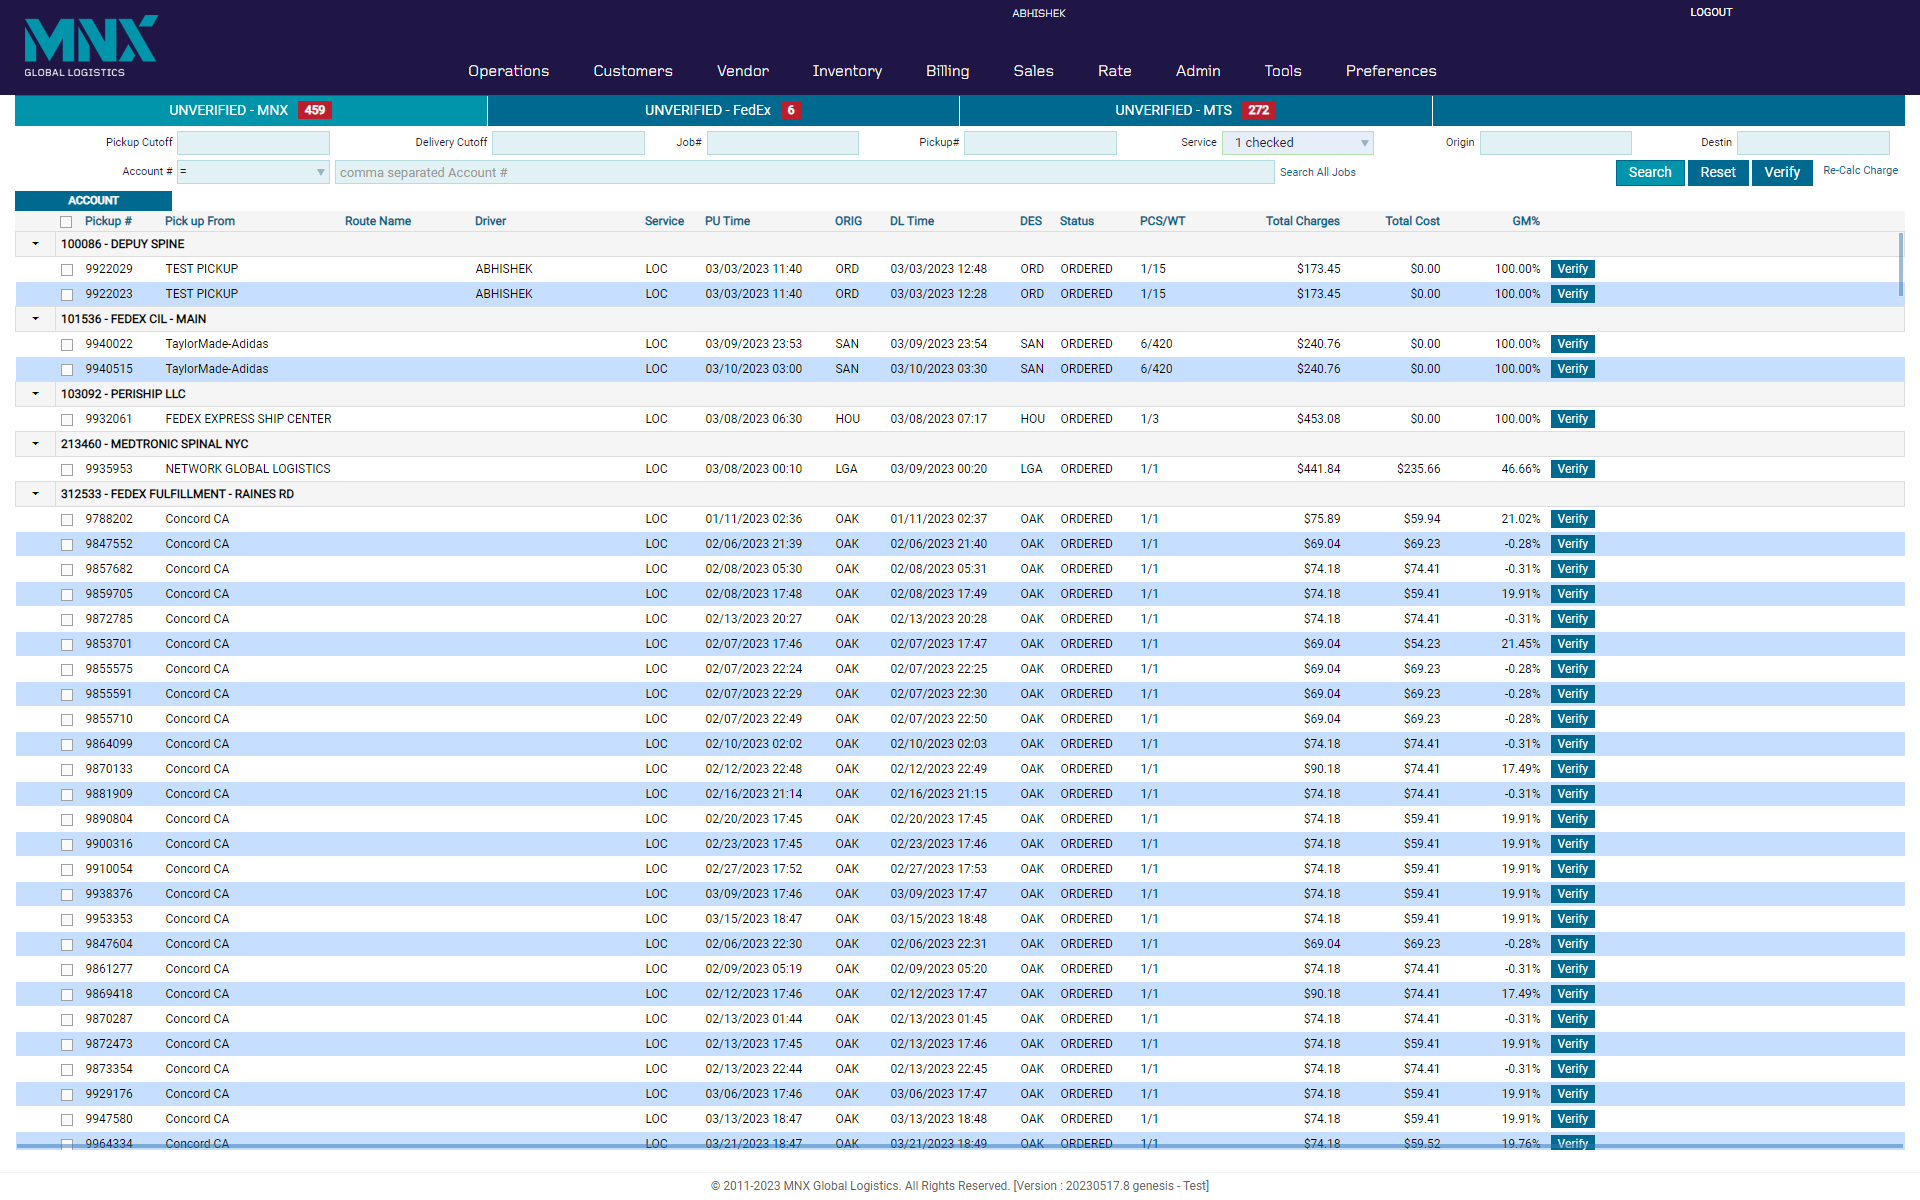 MNX
GLOBAL LOGISTICS
ABHISHEK
LOGOUT
Operations Customers Vendor Inventory Billing Sales Rate Admin Tools Preferences
UNVERIFIED - MNX 459 UNVERIFIED - FedEx 6 UNVERIFIED - MTS 272
Pickup Cutoff Delivery Cutoff Job# Pickup# Service 1 checked Origin Destin
Account # = comma separated Account # Search All Jobs Search Reset Verify Re-Calc Charge
ACCOUNT
Pickup # Pick up From Route Name Driver Service PU Time ORIG DL Time DES Status PCS/WT Total Charges Total Cost GM%
100086 - DEPUY SPINE
9922029 TEST PICKUP ABHISHEK LOC 03/03/2023 11:40 ORD 03/03/2023 12:48 ORD ORDERED 1/15 $173.45 $0.00 100.00% Verify
9922023 TEST PICKUP ABHISHEK LOC 03/03/2023 11:40 ORD 03/03/2023 12:28 ORD ORDERED 1/15 $173.45 $0.00 100.00% Verify
101536 - FEDEX CIL - MAIN
9940022 TaylorMade-Adidas LOC 03/09/2023 23:53 SAN 03/09/2023 23:54 SAN ORDERED 6/420 $240.76 $0.00 100.00% Verify
9940515 TaylorMade-Adidas LOC 03/10/2023 03:00 SAN 03/10/2023 03:30 SAN ORDERED 6/420 $240.76 $0.00 100.00% Verify
103092 - PERISHIP LLC
9932061 FEDEX EXPRESS SHIP CENTER LOC 03/08/2023 06:30 HOU 03/08/2023 07:17 HOU ORDERED 1/3 $453.08 $0.00 100.00% Verify
213460 - MEDTRONIC SPINAL NYC
9935953 NETWORK GLOBAL LOGISTICS LOC 03/08/2023 00:10 LGA 03/09/2023 00:20 LGA ORDERED 1/1 $441.84 $235.66 46.66% Verify
312533 - FEDEX FULFILLMENT - RAINES RD
9788202 Concord CA LOC 01/11/2023 02:36 OAK 01/11/2023 02:37 OAK ORDERED 1/1 $75.89 $59.94 21.02% Verify
9847552 Concord CA LOC 02/06/2023 21:39 OAK 02/06/2023 21:40 OAK ORDERED 1/1 $69.04 $69.23 -0.28% Verify
9857682 Concord CA LOC 02/08/2023 05:30 OAK 02/08/2023 05:31 OAK ORDERED 1/1 $74.18 $74.41 -0.31% Verify
9859705 Concord CA LOC 02/08/2023 17:48 OAK 02/08/2023 17:49 OAK ORDERED 1/1 $74.18 $59.41 19.91% Verify
9872785 Concord CA LOC 02/13/2023 20:27 OAK 02/13/2023 20:28 OAK ORDERED 1/1 $74.18 $74.41 -0.31% Verify
9853701 Concord CA LOC 02/07/2023 17:46 OAK 02/07/2023 17:47 OAK ORDERED 1/1 $69.04 $54.23 21.45% Verify
9855575 Concord CA LOC 02/07/2023 22:24 OAK 02/07/2023 22:25 OAK ORDERED 1/1 $69.04 $69.23 -0.28% Verify
9855591 Concord CA LOC 02/07/2023 22:29 OAK 02/07/2023 22:30 OAK ORDERED 1/1 $69.04 $69.23 -0.28% Verify
9855710 Concord CA LOC 02/07/2023 22:49 OAK 02/07/2023 22:50 OAK ORDERED 1/1 $69.04 $69.23 -0.28% Verify
9864099 Concord CA LOC 02/10/2023 02:02 OAK 02/10/2023 02:03 OAK ORDERED 1/1 $74.18 $74.41 -0.31% Verify
9870133 Concord CA LOC 02/12/2023 22:48 OAK 02/12/2023 22:49 OAK ORDERED 1/1 $90.18 $74.41 17.49% Verify
9881909 Concord CA LOC 02/16/2023 21:14 OAK 02/16/2023 21:15 OAK ORDERED 1/1 $74.18 $74.41 -0.31% Verify
9890804 Concord CA LOC 02/20/2023 17:45 OAK 02/20/2023 17:45 OAK ORDERED 1/1 $74.18 $59.41 19.91% Verify
9900316 Concord CA LOC 02/23/2023 17:45 OAK 02/23/2023 17:46 OAK ORDERED 1/1 $74.18 $59.41 19.91% Verify
9910054 Concord CA LOC 02/27/2023 17:52 OAK 02/27/2023 17:53 OAK ORDERED 1/1 $74.18 $59.41 19.91% Verify
9938376 Concord CA LOC 03/09/2023 17:46 OAK 03/09/2023 17:47 OAK ORDERED 1/1 $74.18 $59.41 19.91% Verify
9953353 Concord CA LOC 03/15/2023 18:47 OAK 03/15/2023 18:48 OAK ORDERED 1/1 $74.18 $59.41 19.91% Verify
9847604 Concord CA LOC 02/06/2023 22:30 OAK 02/06/2023 22:31 OAK ORDERED 1/1 $69.04 $69.23 -0.28% Verify
9861277 Concord CA LOC 02/09/2023 05:19 OAK 02/09/2023 05:20 OAK ORDERED 1/1 $74.18 $74.41 -0.31% Verify
9869418 Concord CA LOC 02/12/2023 17:46 OAK 02/12/2023 17:47 OAK ORDERED 1/1 $90.18 $74.41 17.49% Verify
9870287 Concord CA LOC 02/13/2023 01:44 OAK 02/13/2023 01:45 OAK ORDERED 1/1 $74.18 $74.41 -0.31% Verify
9872473 Concord CA LOC 02/13/2023 17:45 OAK 02/13/2023 17:46 OAK ORDERED 1/1 $74.18 $59.41 19.91% Verify
9873354 Concord CA LOC 02/13/2023 22:44 OAK 02/13/2023 22:45 OAK ORDERED 1/1 $74.18 $74.41 -0.31% Verify
9929176 Concord CA LOC 03/06/2023 17:46 OAK 03/06/2023 17:47 OAK ORDERED 1/1 $74.18 $59.41 19.91% Verify
9947580 Concord CA LOC 03/13/2023 18:47 OAK 03/13/2023 18:48 OAK ORDERED 1/1 $74.18 $59.41 19.91% Verify
9964334 Concord CA LOC 03/21/2023 18:47 OAK 03/21/2023 18:49 OAK ORDERED 1/1 $74.18 $59.52 19.76% Verify
© 2011-2023 MNX Global Logistics. All Rights Reserved. [Version : 20230517.8 genesis - Test]